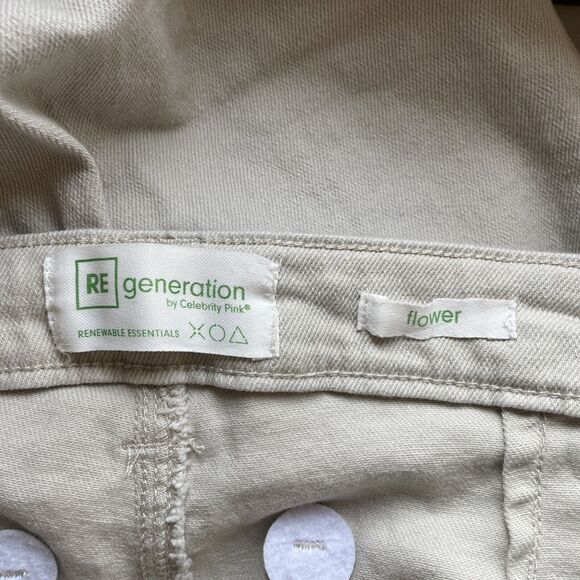 RE generation
by Celebrity Pink®
RENEWABLE ESSENTIALS
flower